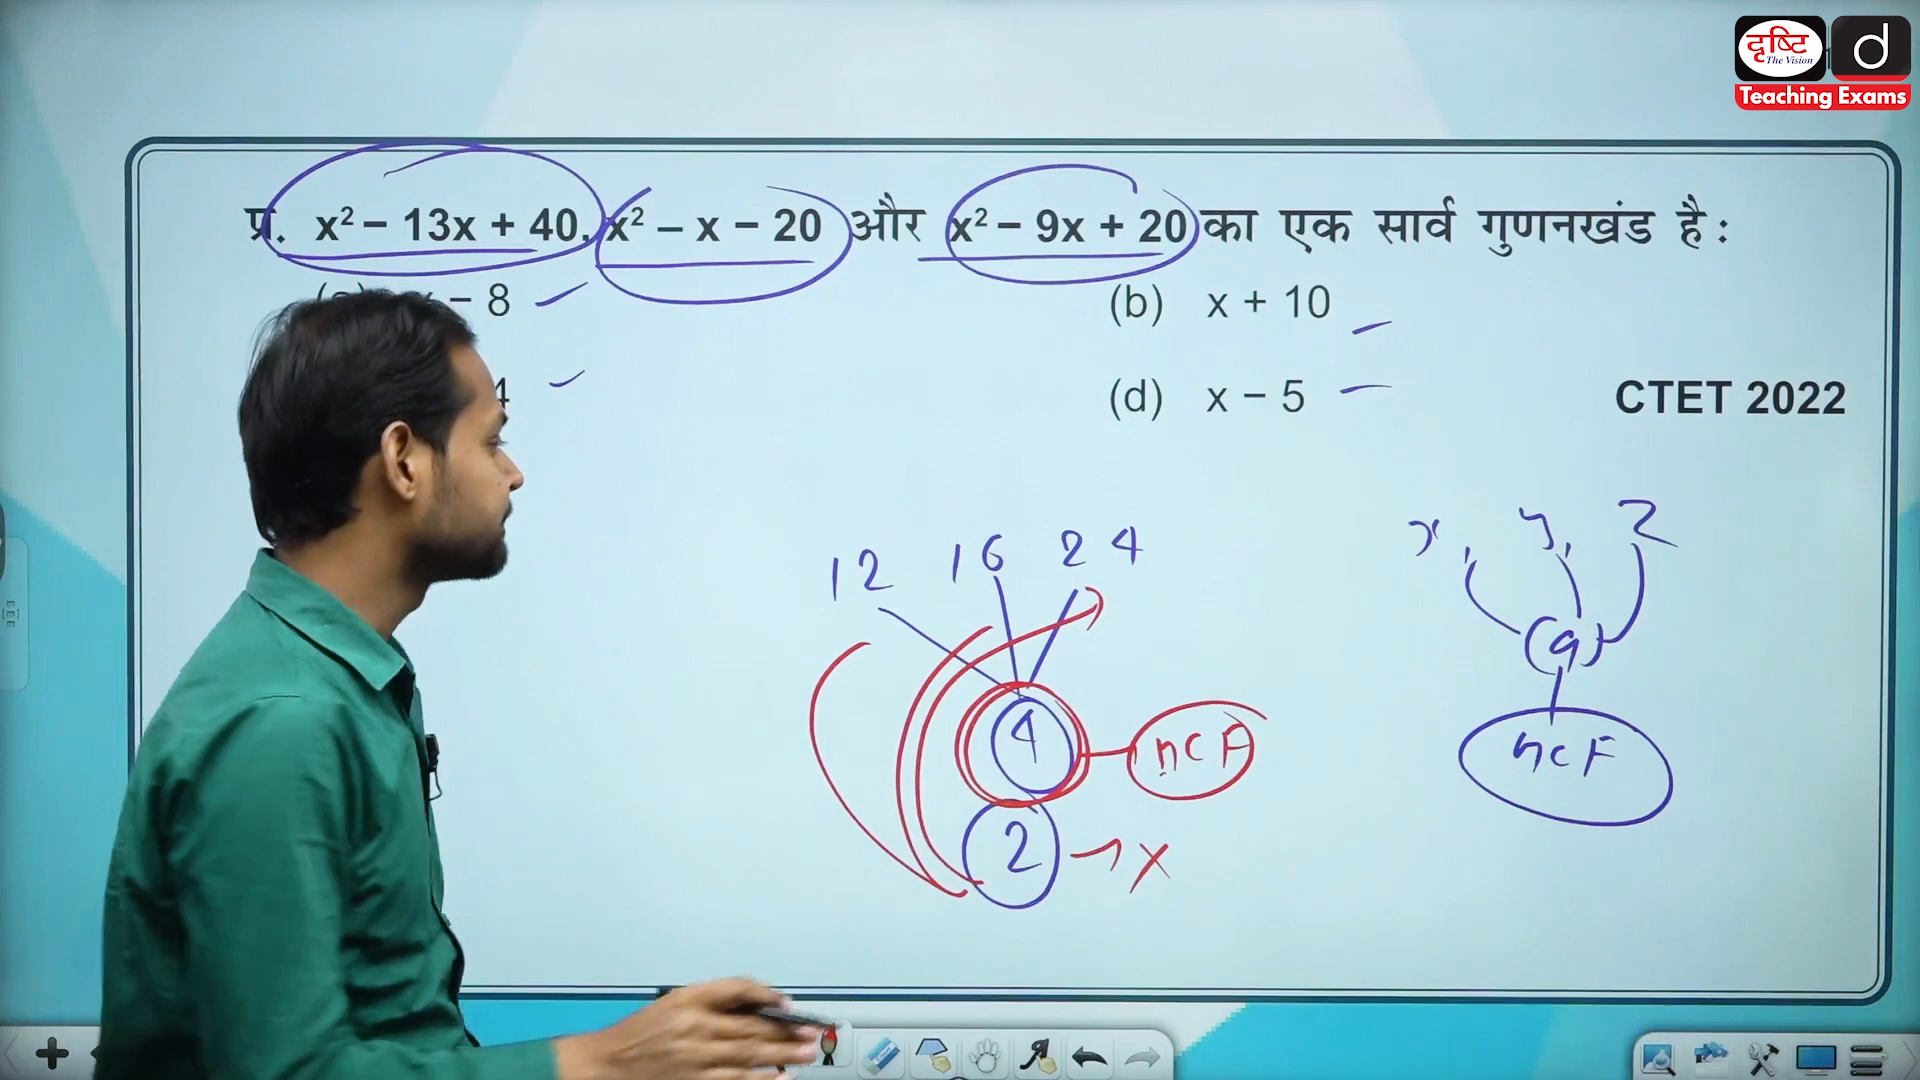 दृष्टि
The Vision
d
Teaching Exams
प्र. x² – 13x + 40, x² – x – 20 और x² – 9x + 20 का एक सार्व गुणनखंड है :
– 8
(b) x + 10
4
(d) x – 5
CTET 2022
12 16 24
x, y, z
(a)
4
HCF
HCF
2 x